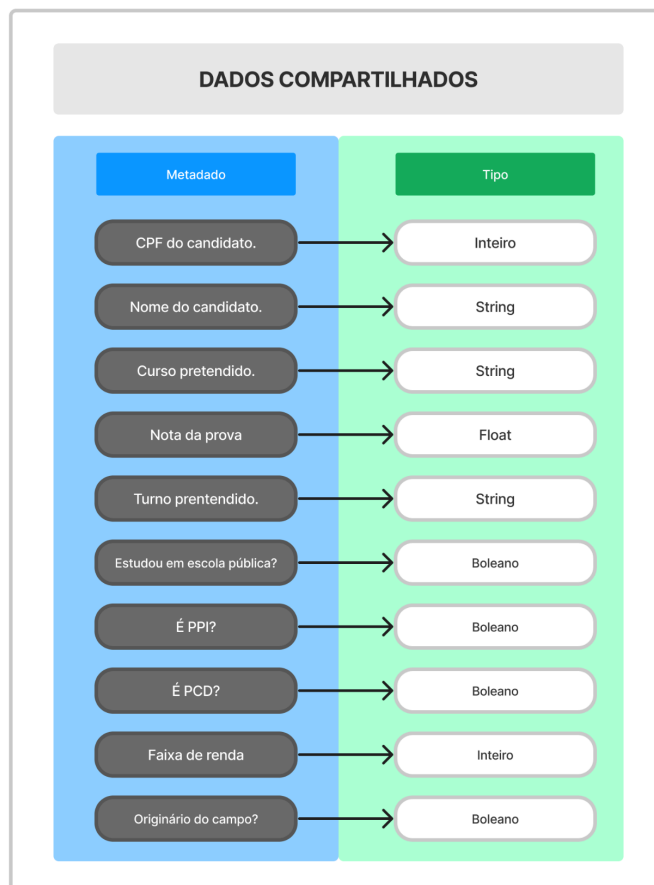 DADOS COMPARTILHADOS
Metadado
Tipo
CPF do candidato.
Inteiro
Nome do candidato.
String
Curso pretendido.
String
Nota da prova
Float
Turno prentendido.
String
Estudou em escola pública?
Boleano
É PPI?
Boleano
É PCD?
Boleano
Faixa de renda
Inteiro
Originário do campo?
Boleano